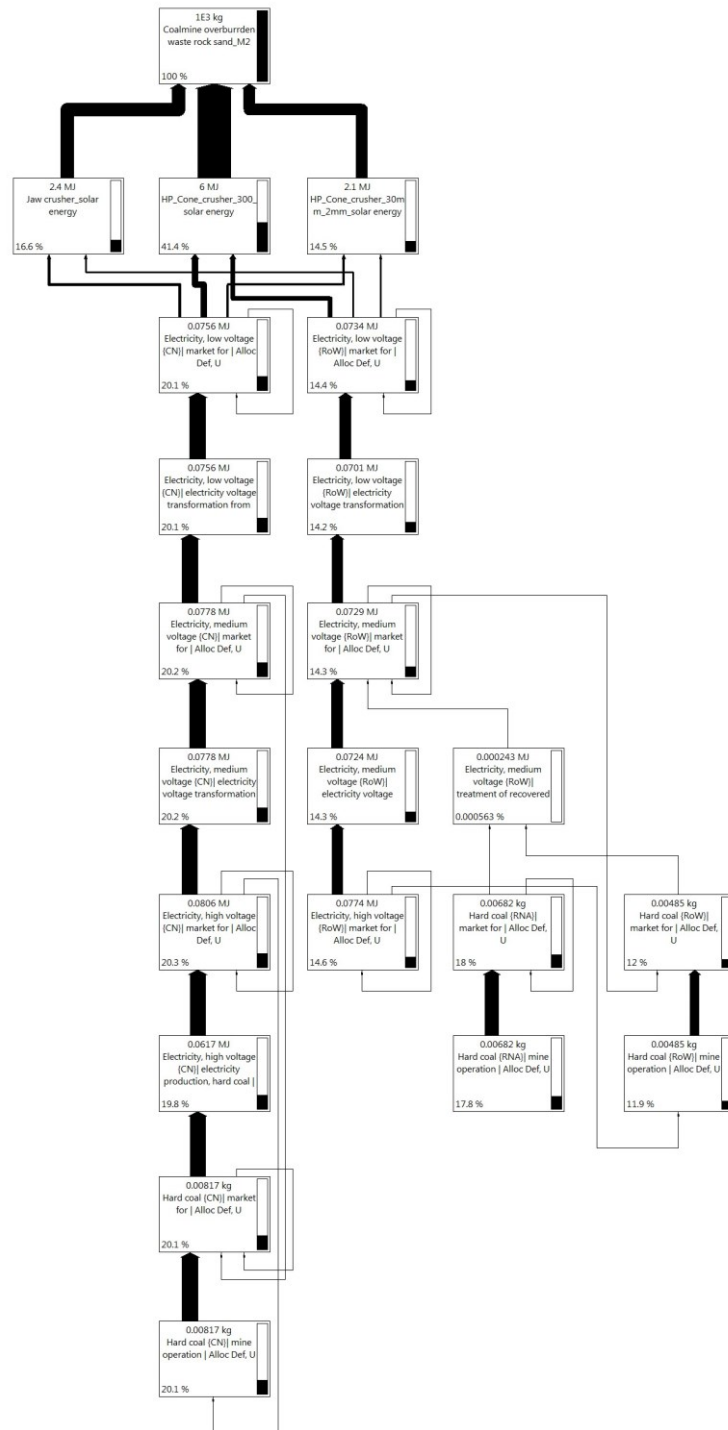 1E3 kg
Coalmine overburrden
waste rock sand_M2
100 %
2.4 MJ
Jaw crusher_solar
energy
16.6 %
6 MJ
HP_Cone_crusher_300_
solar energy
41.4 %
2.1 MJ
HP_Cone_crusher_30m
m_2mm_solar energy
14.5 %
0.0756 MJ
Electricity, low voltage
{CN}| market for | Alloc
Def, U
20.1 %
0.0734 MJ
Electricity, low voltage
{RoW}| market for |
Alloc Def, U
14.4 %
0.0756 MJ
Electricity, low voltage
{CN}| electricity voltage
transformation from
20.1 %
0.0701 MJ
Electricity, low voltage
{RoW}| electricity
voltage transformation
14.2 %
0.0778 MJ
Electricity, medium
voltage {CN}| market
for | Alloc Def, U
20.2 %
0.0729 MJ
Electricity, medium
voltage {RoW}| market
for | Alloc Def, U
14.3 %
0.0778 MJ
Electricity, medium
voltage {CN}| electricity
voltage transformation
20.2 %
0.0724 MJ
Electricity, medium
voltage {RoW}|
electricity voltage
14.3 %
0.000243 MJ
Electricity, medium
voltage {RoW}|
treatment of recovered
0.000563 %
0.0806 MJ
Electricity, high voltage
{CN}| market for | Alloc
Def, U
20.3 %
0.0774 MJ
Electricity, high voltage
{RoW}| market for |
Alloc Def, U
14.6 %
0.00682 kg
Hard coal {RNA}|
market for | Alloc Def,
U
18 %
0.00485 kg
Hard coal {RoW}|
market for | Alloc Def,
U
12 %
0.0617 MJ
Electricity, high voltage
{CN}| electricity
production, hard coal |
19.8 %
0.00682 kg
Hard coal {RNA}| mine
operation | Alloc Def, U
17.8 %
0.00485 kg
Hard coal {RoW}| mine
operation | Alloc Def, U
11.9 %
0.00817 kg
Hard coal {CN}| market
for | Alloc Def, U
20.1 %
0.00817 kg
Hard coal {CN}| mine
operation | Alloc Def, U
20.1 %